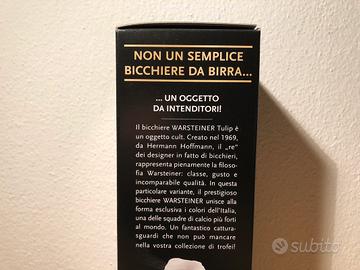 NON UN SEMPLICE
BICCHIERE DA BIRRA...
... UN OGGETTO
DA INTENDITORI!
Il bicchiere WARSTEINER Tulip è
un oggetto cult. Creato nel 1969,
da Hermann Hoffmann, il „re"
dei designer in fatto di bicchieri,
rappresenta pienamente la filoso-
fia Warsteiner: classe, gusto e
incomparabile qualità. In questa
particolare variante, il prestigioso
bicchiere WARSTEINER unisce alla
forma esclusiva i colori dell'Italia,
una delle squadre di calcio più forti
al mondo. Un fantastico cattura-
sguardi che non può mancare
nella vostra collezione di trofei!
subito